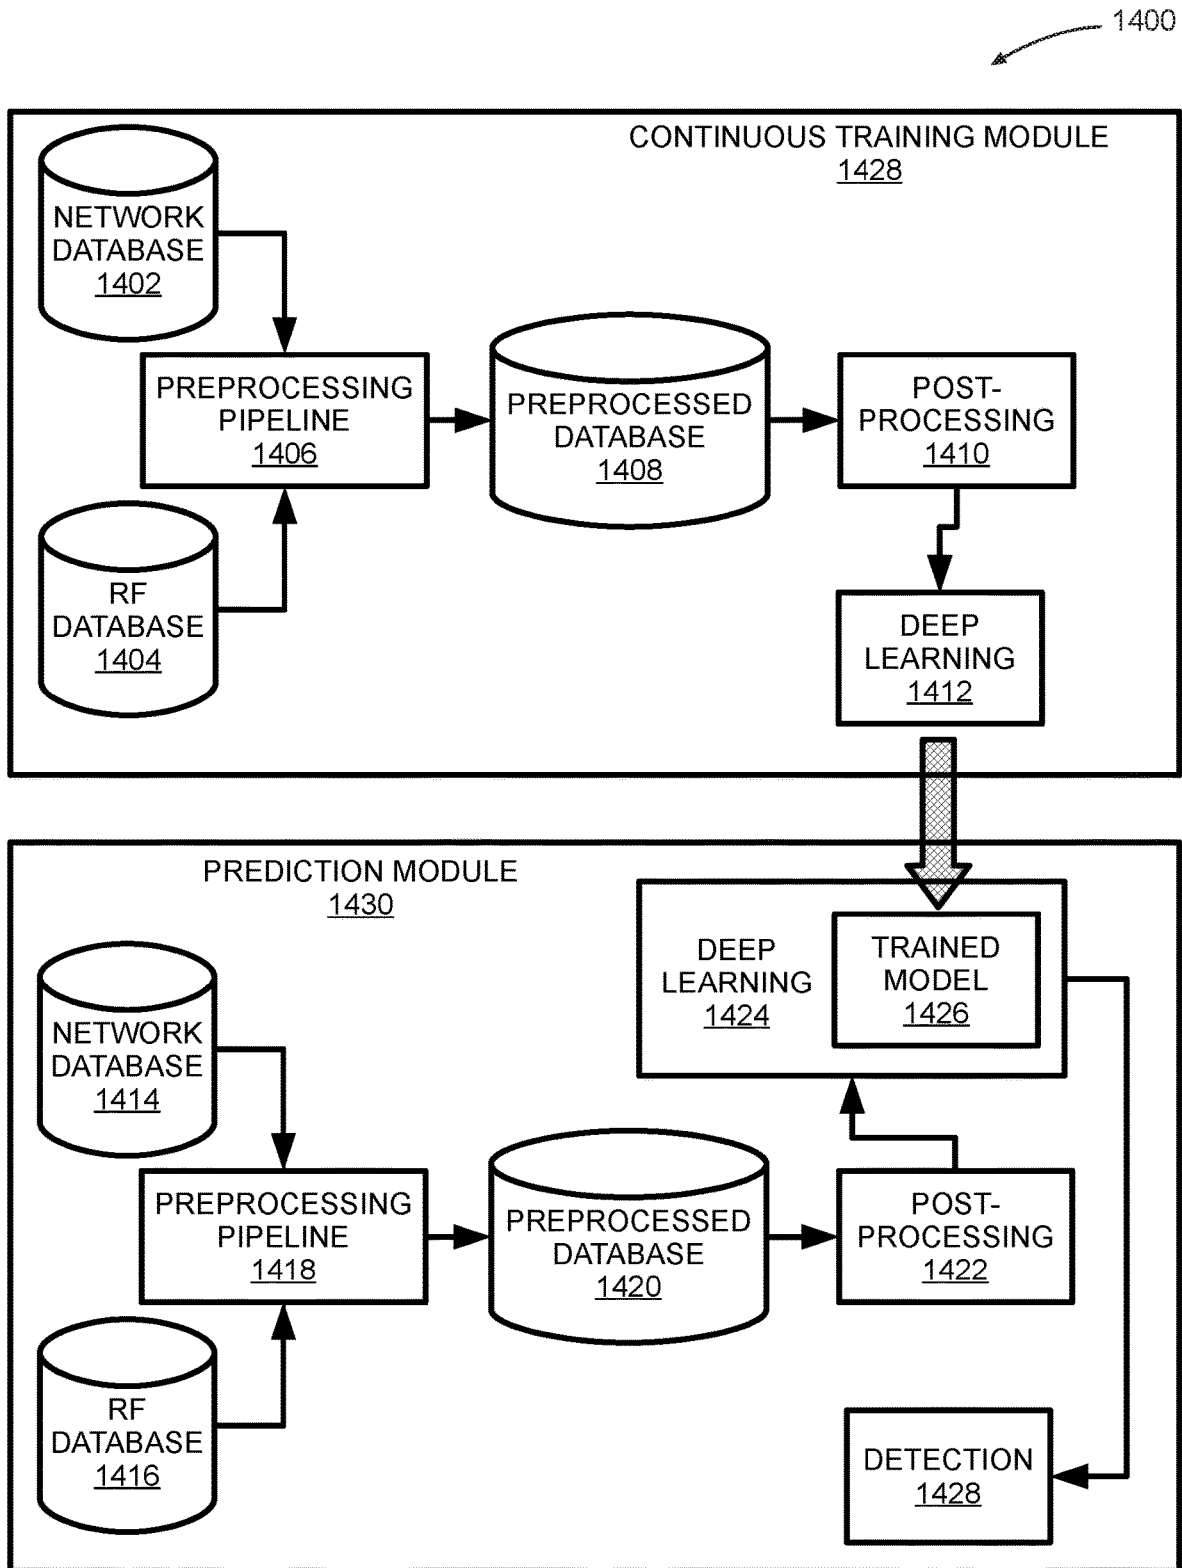 1400
CONTINUOUS TRAINING MODULE
1428
NETWORK
DATABASE
1402
PREPROCESSING
PIPELINE
1406
RF
DATABASE
1404
PREPROCESSED
DATABASE
1408
POST-
PROCESSING
1410
DEEP
LEARNING
1412
PREDICTION MODULE
1430
DEEP
LEARNING
1424
TRAINED
MODEL
1426
NETWORK
DATABASE
1414
PREPROCESSING
PIPELINE
1418
RF
DATABASE
1416
PREPROCESSED
DATABASE
1420
POST-
PROCESSING
1422
DETECTION
1428